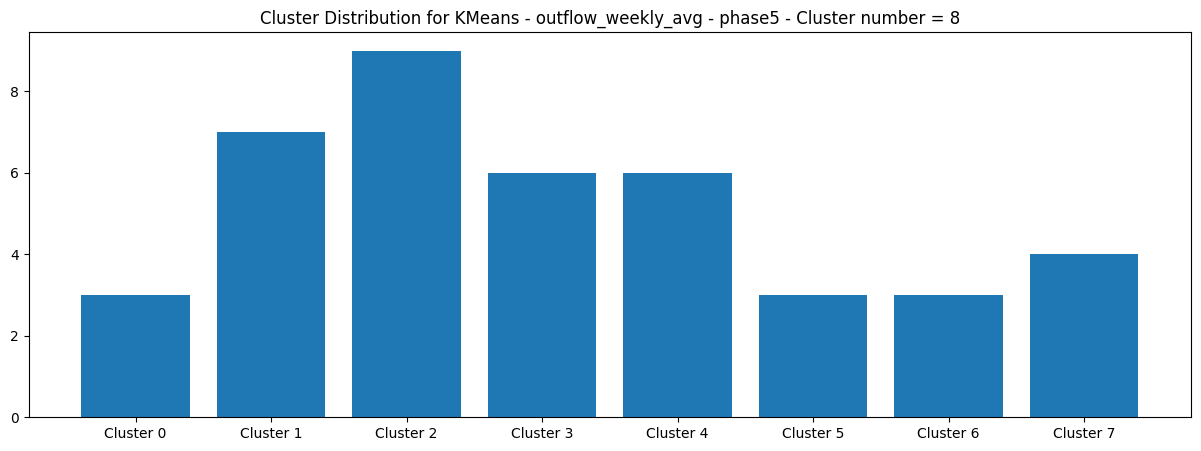 Cluster Distribution for KMeans - outflow_weekly_avg - phase5 - Cluster number = 8
8
6
4
2
0
Cluster 0 Cluster 1 Cluster 2 Cluster 3 Cluster 4 Cluster 5 Cluster 6 Cluster 7